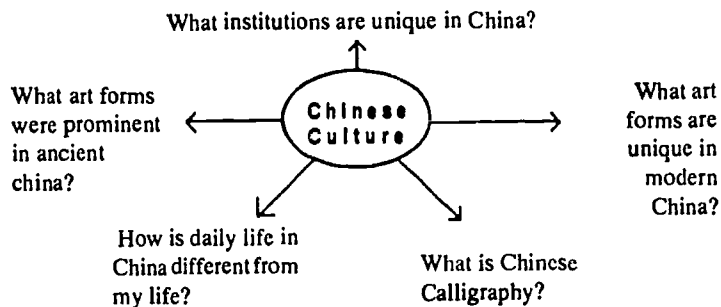 What institutions are unique in China?
What art forms
were prominent
in ancient
china?
Chinese
Culture
What art
forms are
unique in
modern
China?
How is daily life in
China different from
my life?
What is Chinese
Calligraphy?